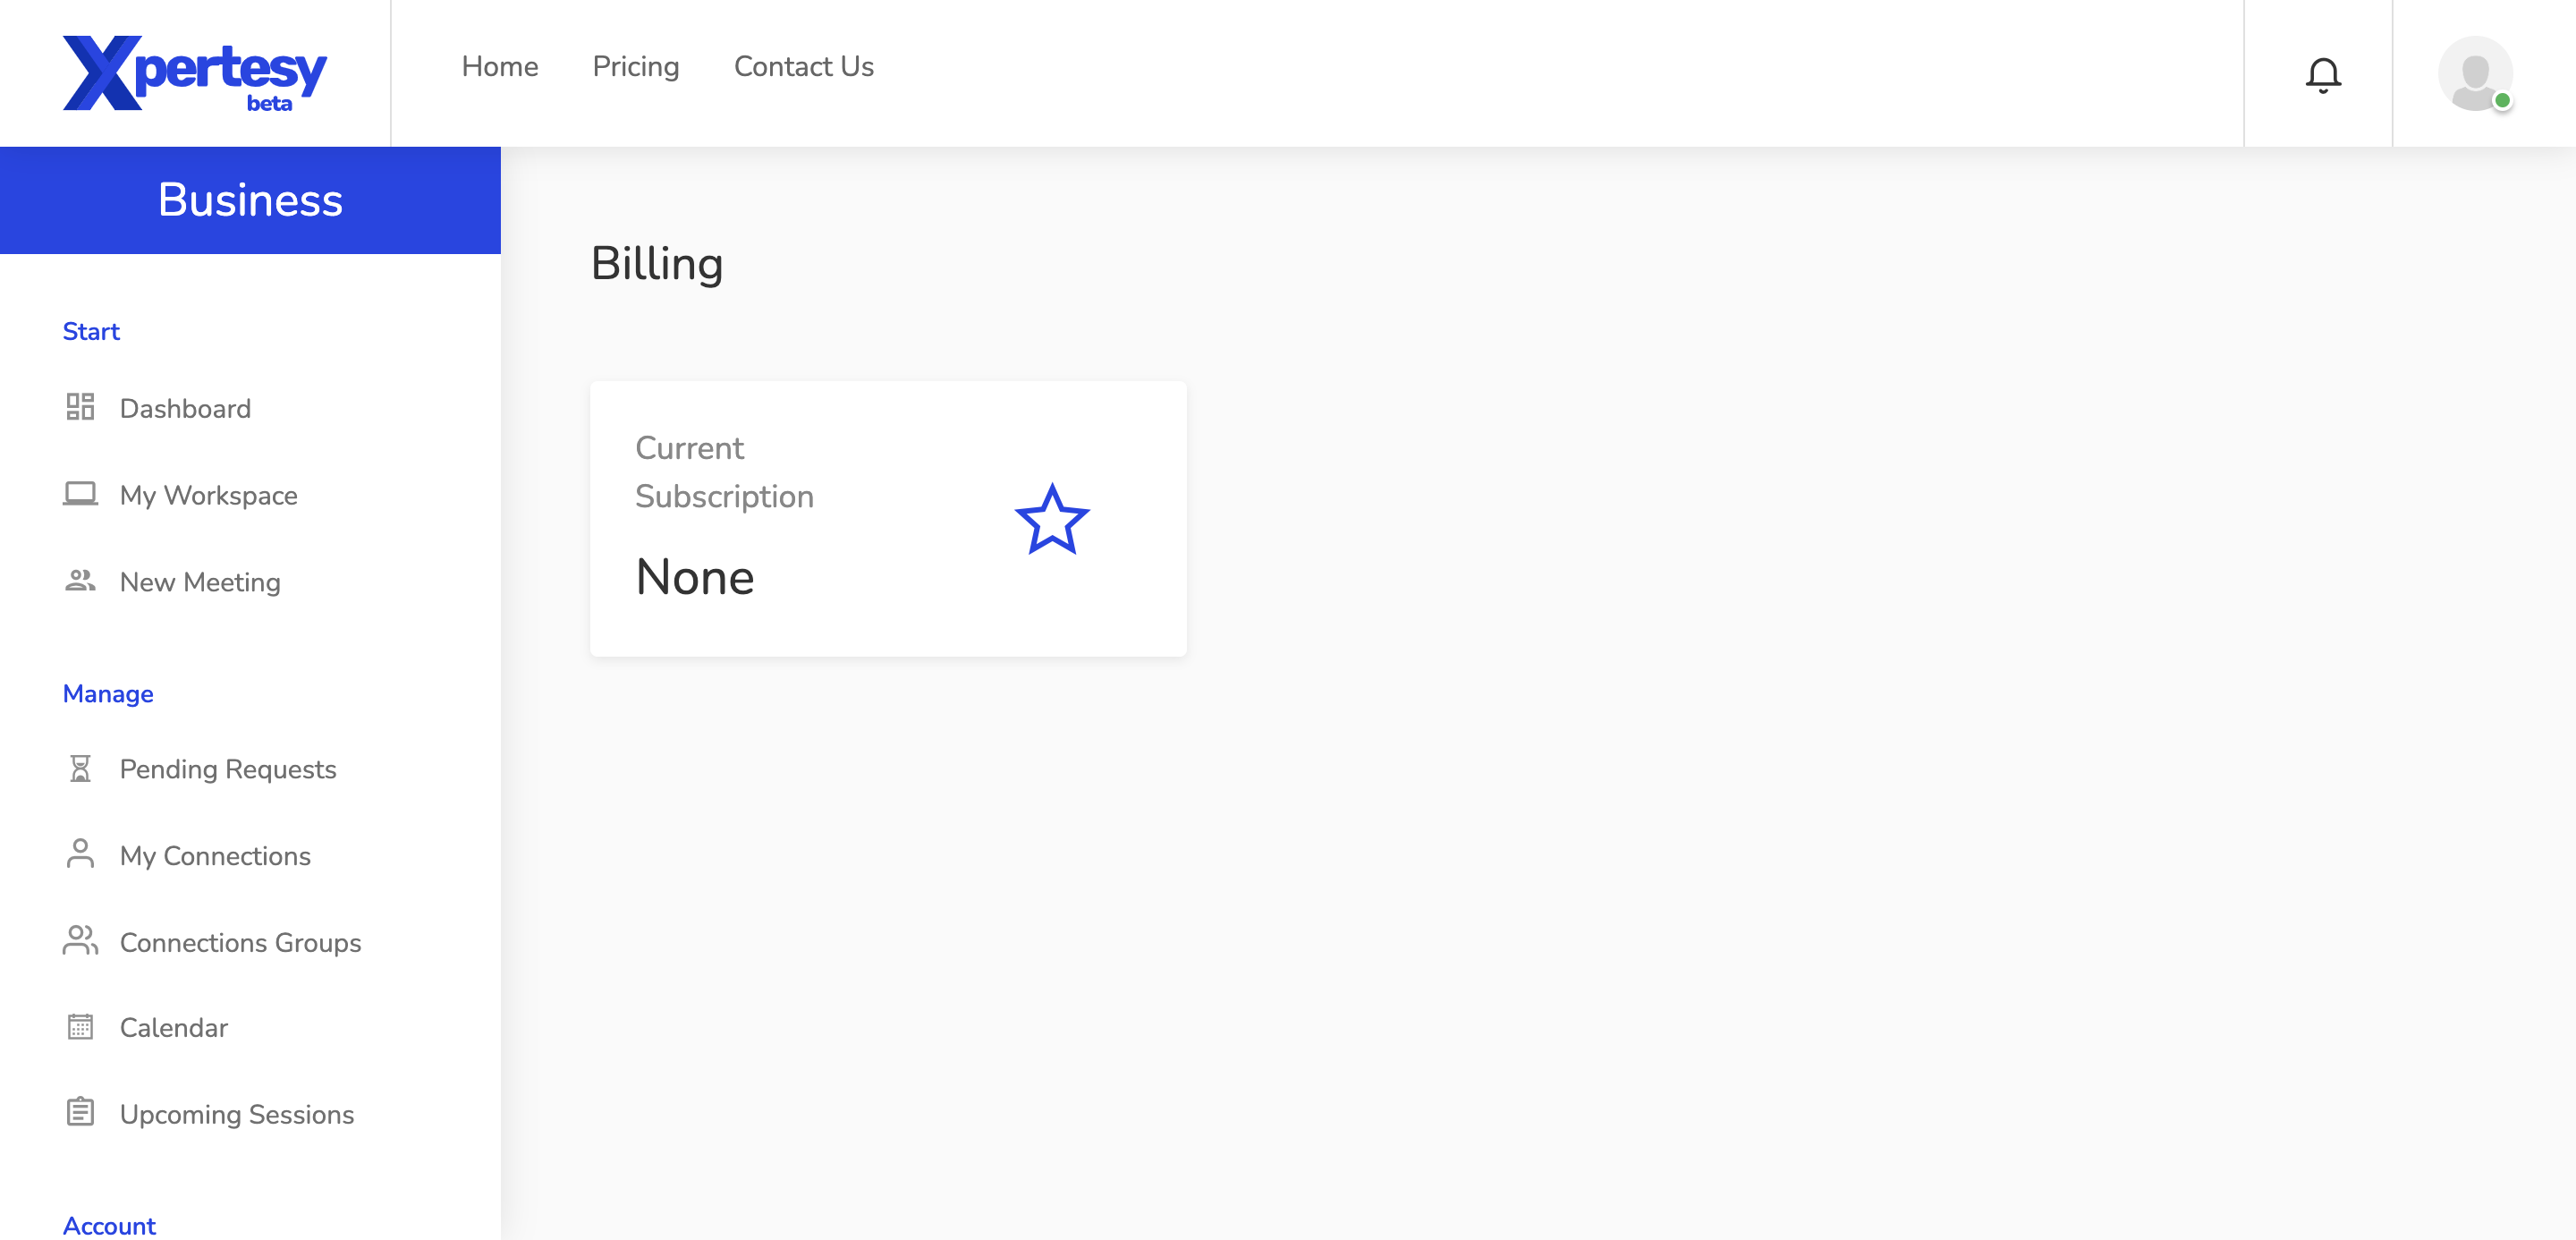 Xpertesy
beta
Home
Pricing
Contact Us
Business
Start
Dashboard
My Workspace
New Meeting
Manage
Pending Requests
My Connections
Connections Groups
Calendar
Upcoming Sessions
Account
Billing
Current
Subscription
None